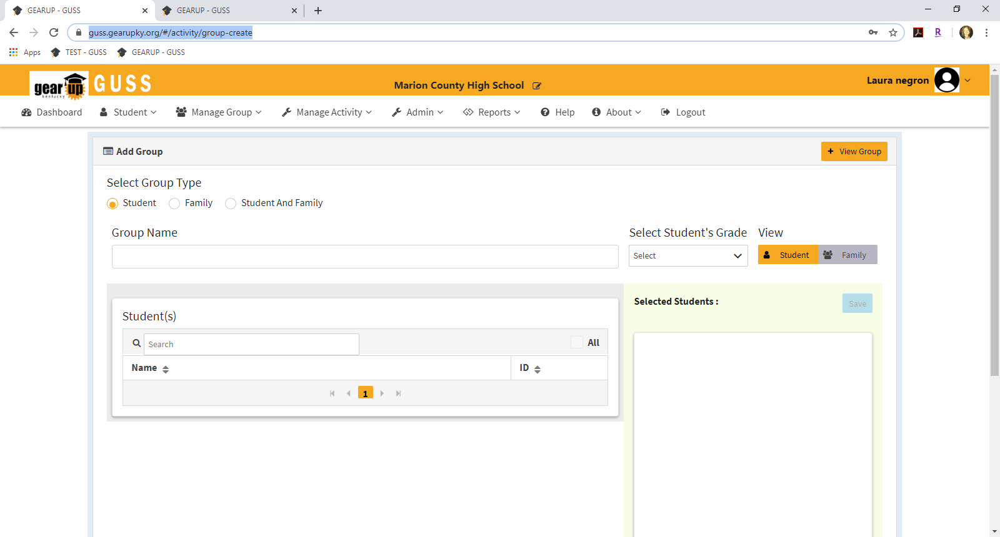 GEARUP - GUSS
GEARUP - GUSS
guss.gearupky.org/#/activity/group-create
R
Apps
TEST - GUSS
GEARUP - GUSS
gear up
kentucky
GUSS
Marion County High School
Laura negron
Dashboard
Student
Manage Group
Manage Activity
Admin
Reports
Help
About
Logout
Add Group
+ View Group
Select Group Type
Student
Family
Student And Family
Group Name
Select Student's Grade
View
Select
Student
Family
Student(s)
Selected Students :
Save
Search
All
Name
ID
1